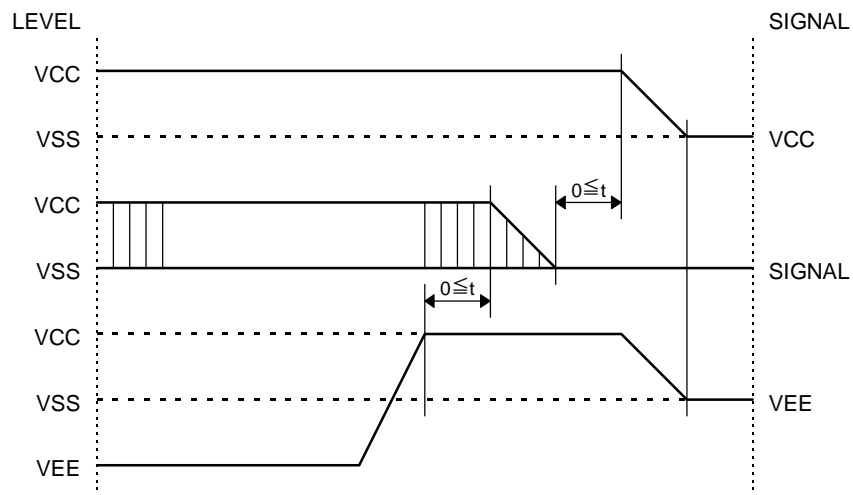 LEVEL SIGNAL
VCC
VSS VCC
VCC 0≦t
VSS SIGNAL
0≦t
VCC
VSS VEE
VEE